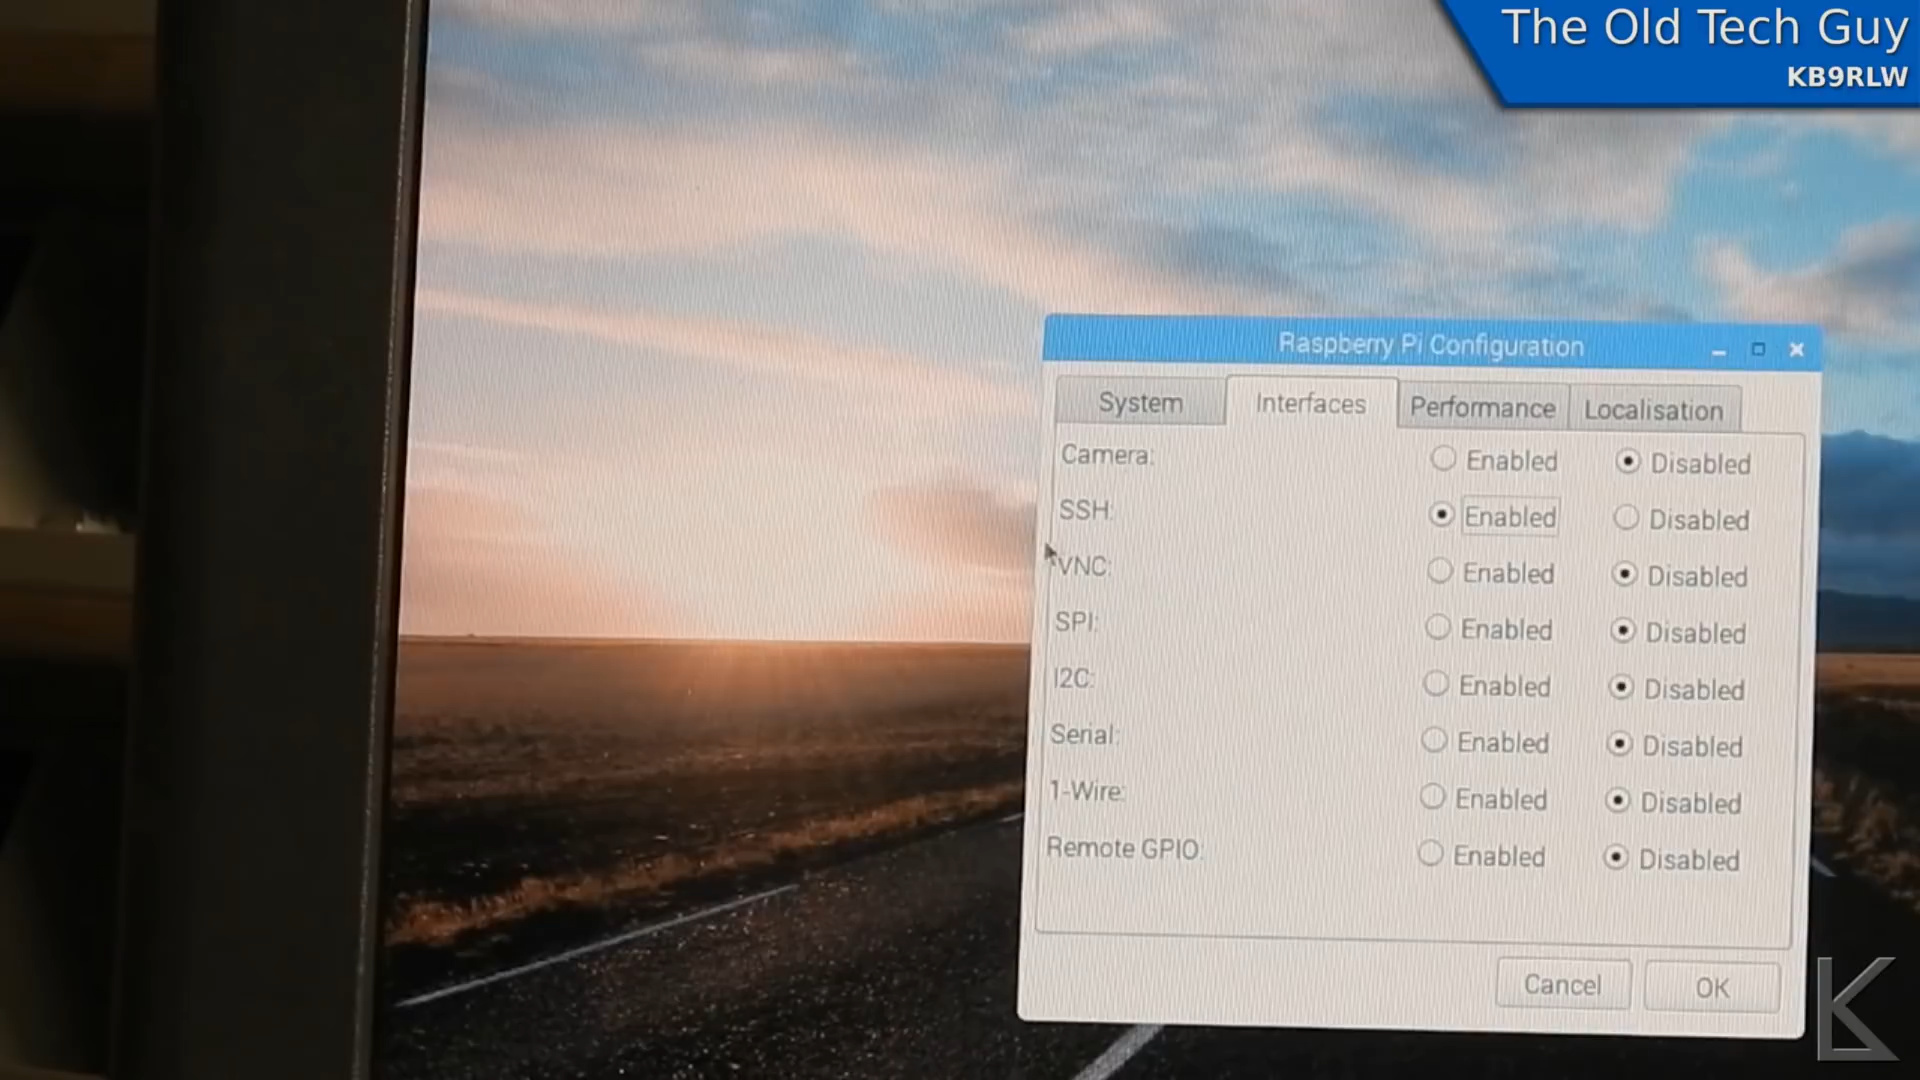 The Old Tech Guy
KB9RLW
Raspberry Pi Configuration
System Interfaces Performance Localisation
Camera: Enabled Disabled
SSH: Enabled Disabled
VNC: Enabled Disabled
SPI: Enabled Disabled
I2C: Enabled Disabled
Serial: Enabled Disabled
1-Wire: Enabled Disabled
Remote GPIO: Enabled Disabled
Cancel OK
K